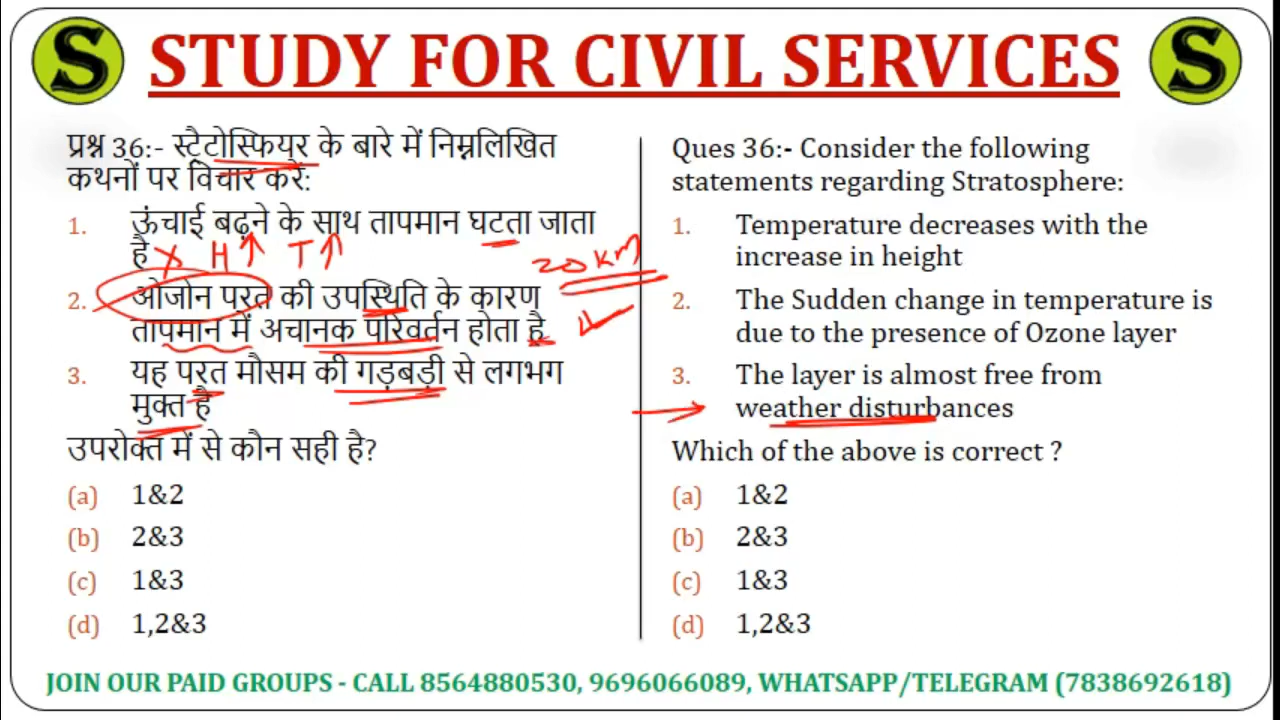 S STUDY FOR CIVIL SERVICES S
प्रश्न 36:- स्ट्रैटोस्फियर के बारे में निम्नलिखित
कथनों पर विचार करें:
1. ऊंचाई बढ़ने के साथ तापमान घटता जाता
है X H↑ T↑
20 km
2. ओजोन परत की उपस्थिति के कारण
तापमान में अचानक परिवर्तन होता है
3. यह परत मौसम की गड़बड़ी से लगभग
मुक्त है
उपरोक्त में से कौन सही है?
(a) 1&2
(b) 2&3
(c) 1&3
(d) 1,2&3
Ques 36:- Consider the following
statements regarding Stratosphere:
1. Temperature decreases with the
increase in height
2. The Sudden change in temperature is
due to the presence of Ozone layer
3. The layer is almost free from
weather disturbances
Which of the above is correct ?
(a) 1&2
(b) 2&3
(c) 1&3
(d) 1,2&3
JOIN OUR PAID GROUPS - CALL 8564880530, 9696066089, WHATSAPP/TELEGRAM (7838692618)